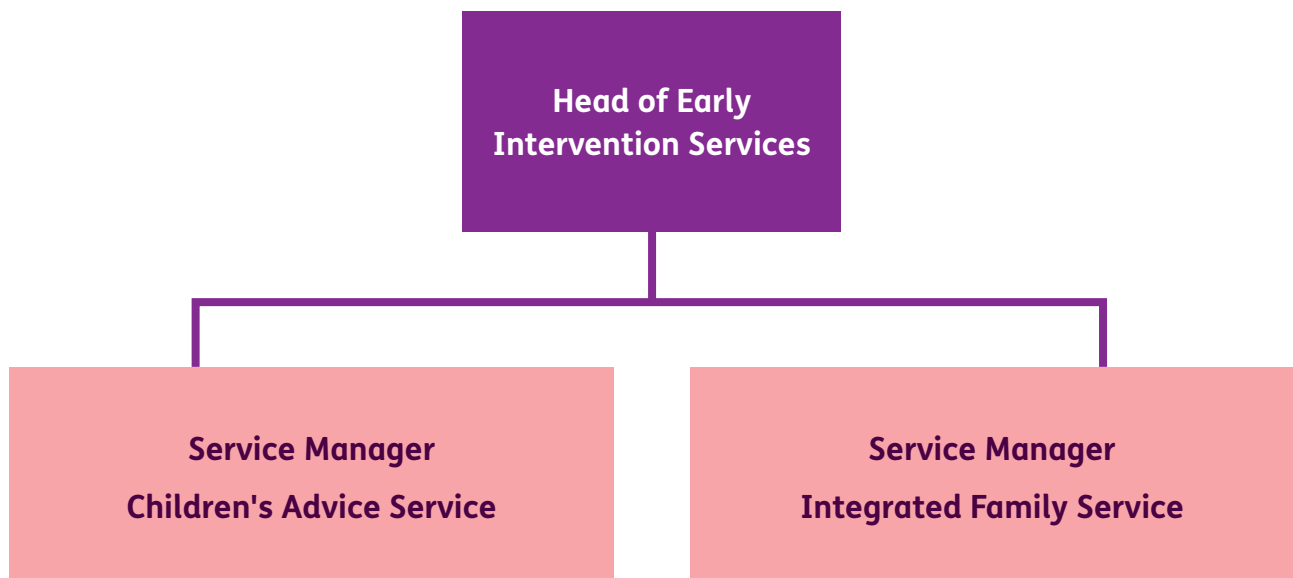 Head of Early
Intervention Services
Service Manager
Children's Advice Service
Service Manager
Integrated Family Service